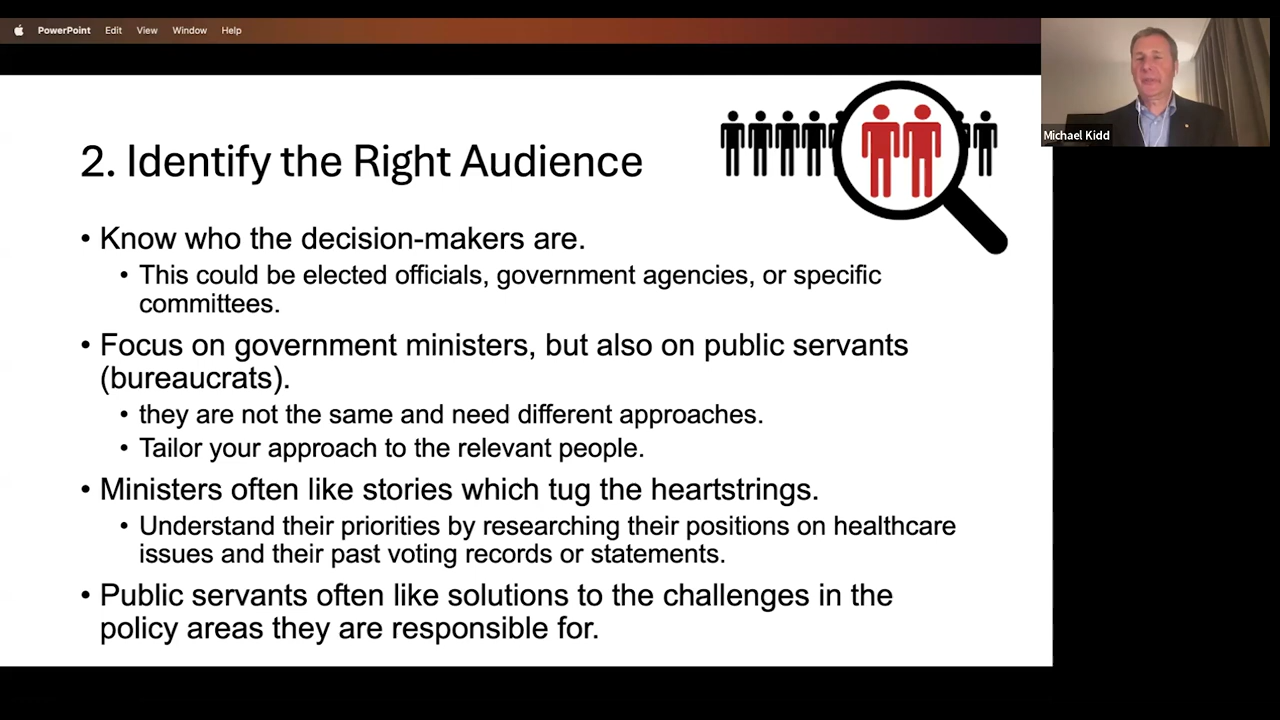 PowerPoint Edit View Window Help
Michael Kidd
2. Identify the Right Audience
• Know who the decision-makers are.
• This could be elected officials, government agencies, or specific
committees.
• Focus on government ministers, but also on public servants
(bureaucrats).
• they are not the same and need different approaches.
• Tailor your approach to the relevant people.
• Ministers often like stories which tug the heartstrings.
• Understand their priorities by researching their positions on healthcare
issues and their past voting records or statements.
• Public servants often like solutions to the challenges in the
policy areas they are responsible for.